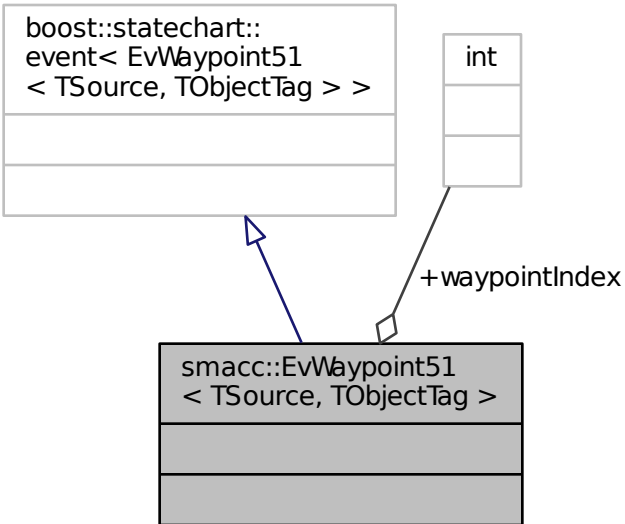 boost::statechart::
event< EvWaypoint51
< TSource, TObjectTag > >
int
+waypointIndex
smacc::EvWaypoint51
< TSource, TObjectTag >